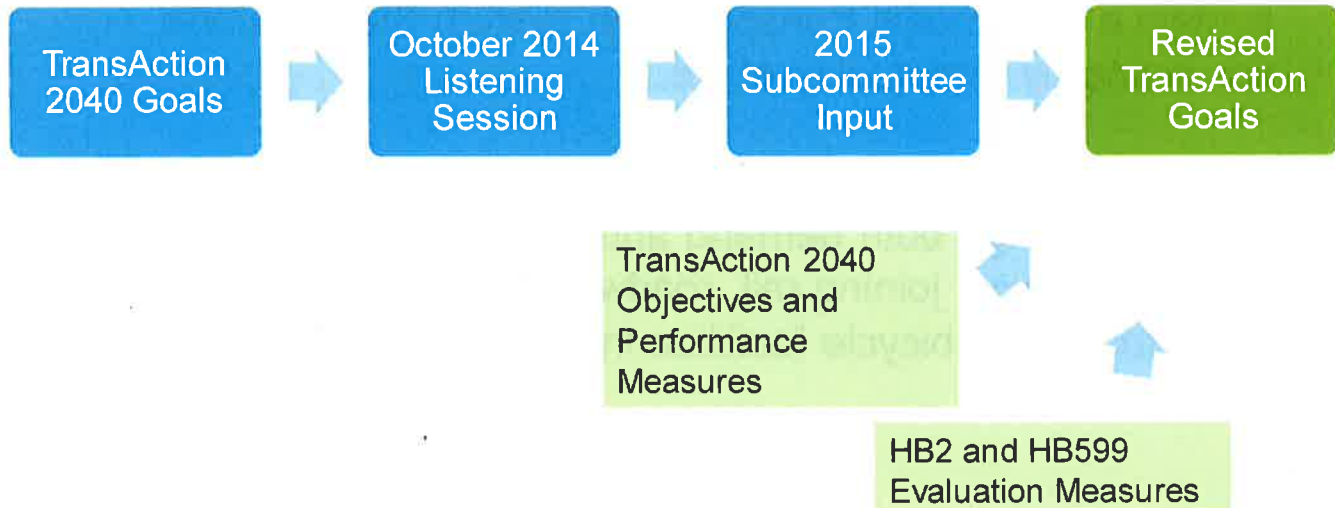 TransAction
2040 Goals
October 2014
Listening
Session
2015
Subcommittee
Input
Revised
TransAction
Goals
TransAction 2040
Objectives and
Performance
Measures
HB2 and HB599
Evaluation Measures